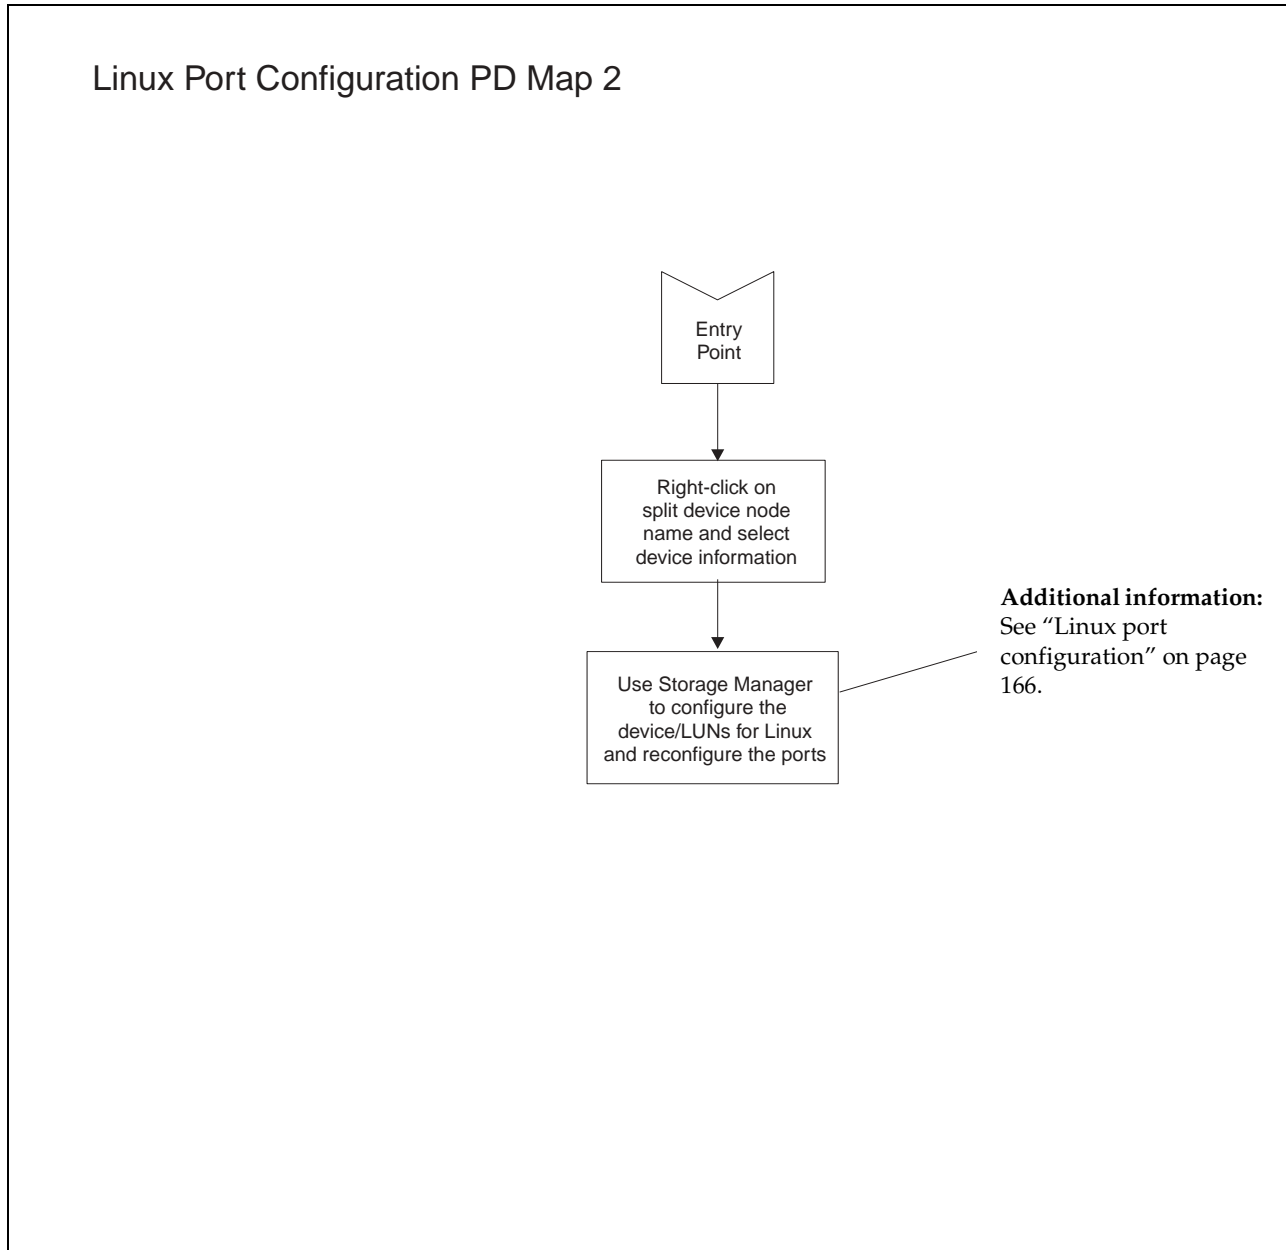 Linux Port Configuration PD Map 2
Entry
Point
Right-click on
split device node
name and select
device information
Use Storage Manager
to configure the
device/LUNs for Linux
and reconfigure the ports
Additional information:
See “Linux port
configuration” on page
166.